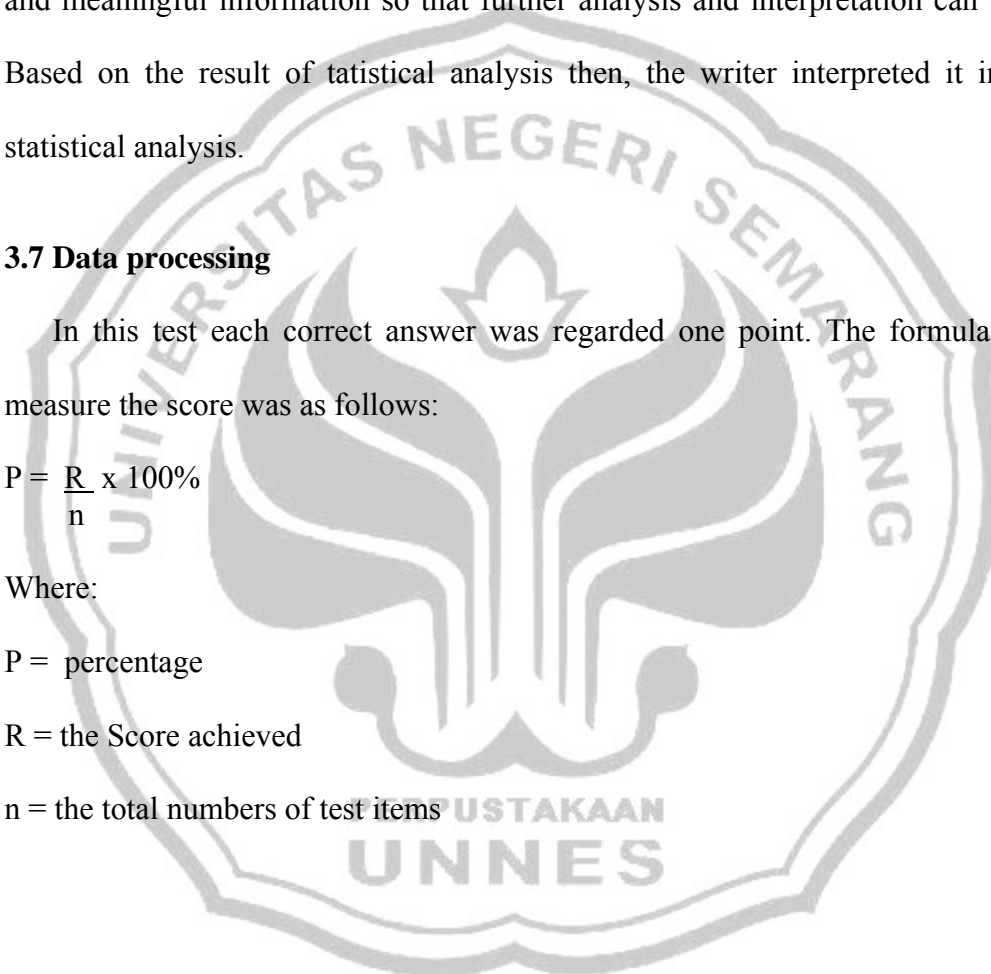 and meaningful information so that further analysis and interpretation can
Based on the result of tatistical analysis then, the writer interpreted it in
statistical analysis.
UNIVERSITAS NEGERI SEMARANG
3.7 Data processing
In this test each correct answer was regarded one point. The formula
measure the score was as follows:
P = R x 100%
n
Where:
P = percentage
R = the Score achieved
n = the total numbers of test items
PERPUSTAKAAN
UNNES